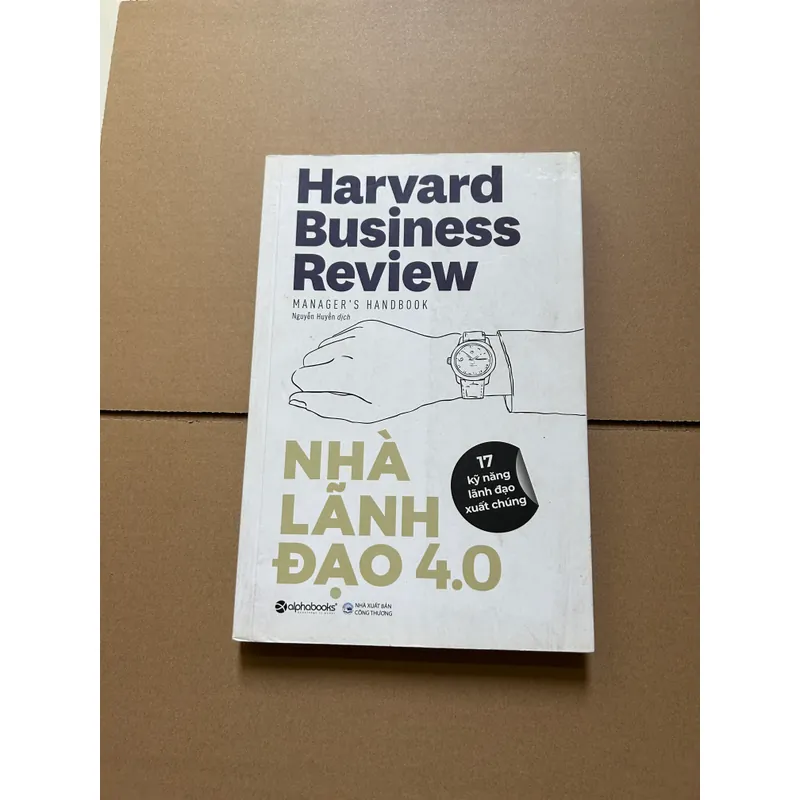 Harvard
Business
Review
MANAGER'S HANDBOOK
Nguyễn Huyền dịch
NHÀ
LÃNH
ĐẠO 4.0
17
kỹ năng
lãnh đạo
xuất chúng
alphabooks
NHÀ XUẤT BẢN
CÔNG THƯƠNG